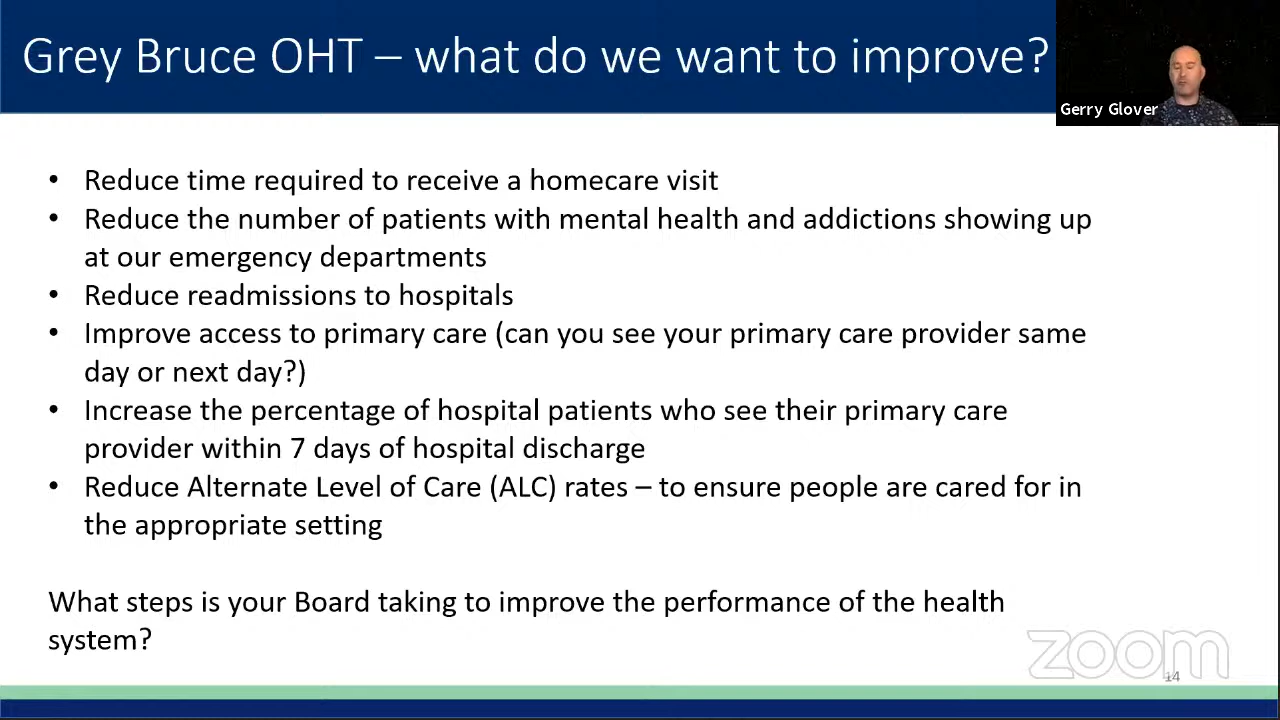 Grey Bruce OHT – what do we want to improve?
Gerry Glover
• Reduce time required to receive a homecare visit
• Reduce the number of patients with mental health and addictions showing up
at our emergency departments
• Reduce readmissions to hospitals
• Improve access to primary care (can you see your primary care provider same
day or next day?)
• Increase the percentage of hospital patients who see their primary care
provider within 7 days of hospital discharge
• Reduce Alternate Level of Care (ALC) rates – to ensure people are cared for in
the appropriate setting
What steps is your Board taking to improve the performance of the health
system?
zoom
14